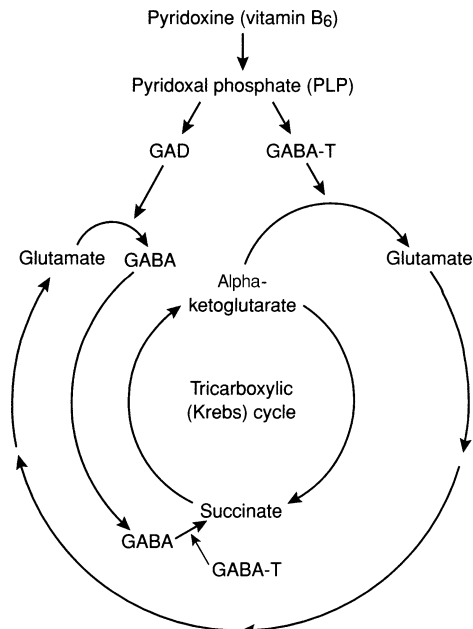 Pyridoxine (vitamin B6)
Pyridoxal phosphate (PLP)
GAD
GABA-T
Glutamate
GABA
Alpha-
ketoglutarate
Glutamate
Tricarboxylic
(Krebs) cycle
Succinate
GABA
GABA-T